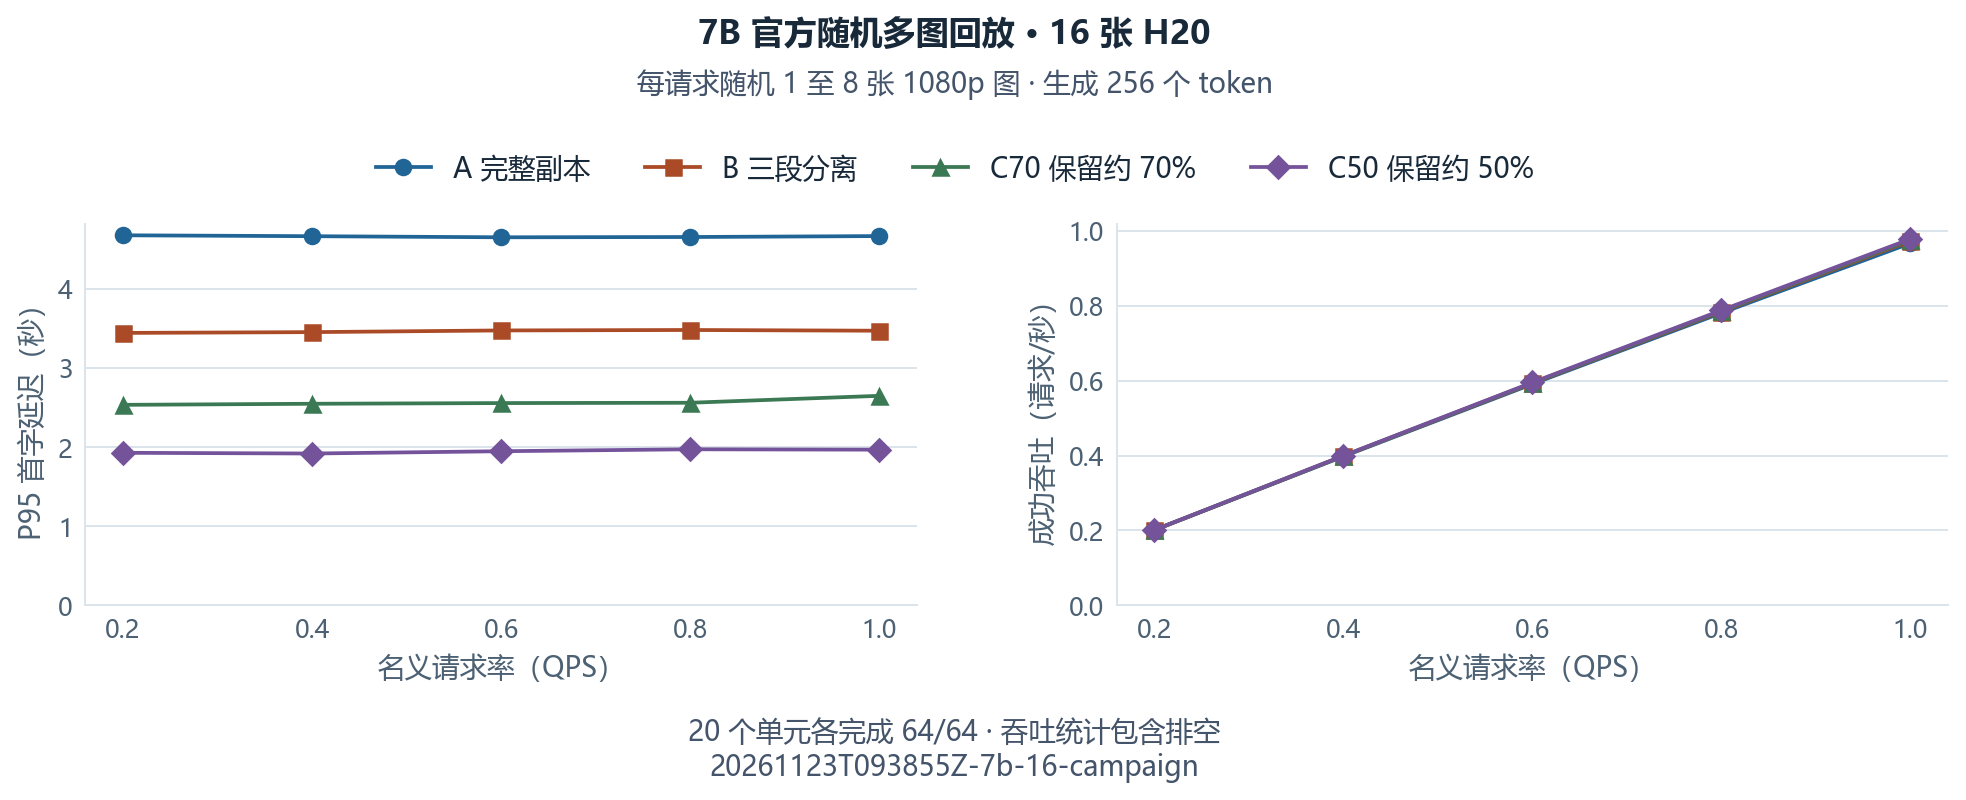 7B 官方随机多图回放 • 16 张 H20
每请求随机 1 至 8 张 1080p 图 · 生成 256 个 token
A 完整副本
B 三段分离
C70 保留约 70%
C50 保留约 50%
P95 首字延迟（秒）
4
3
2
1
0
0.2
0.4
0.6
0.8
1.0
名义请求率（QPS）
成功吞吐（请求/秒）
1.0
0.8
0.6
0.4
0.2
0.0
0.2
0.4
0.6
0.8
1.0
名义请求率（QPS）
20 个单元各完成 64/64 · 吞吐统计包含排空
20261123T093855Z-7b-16-campaign